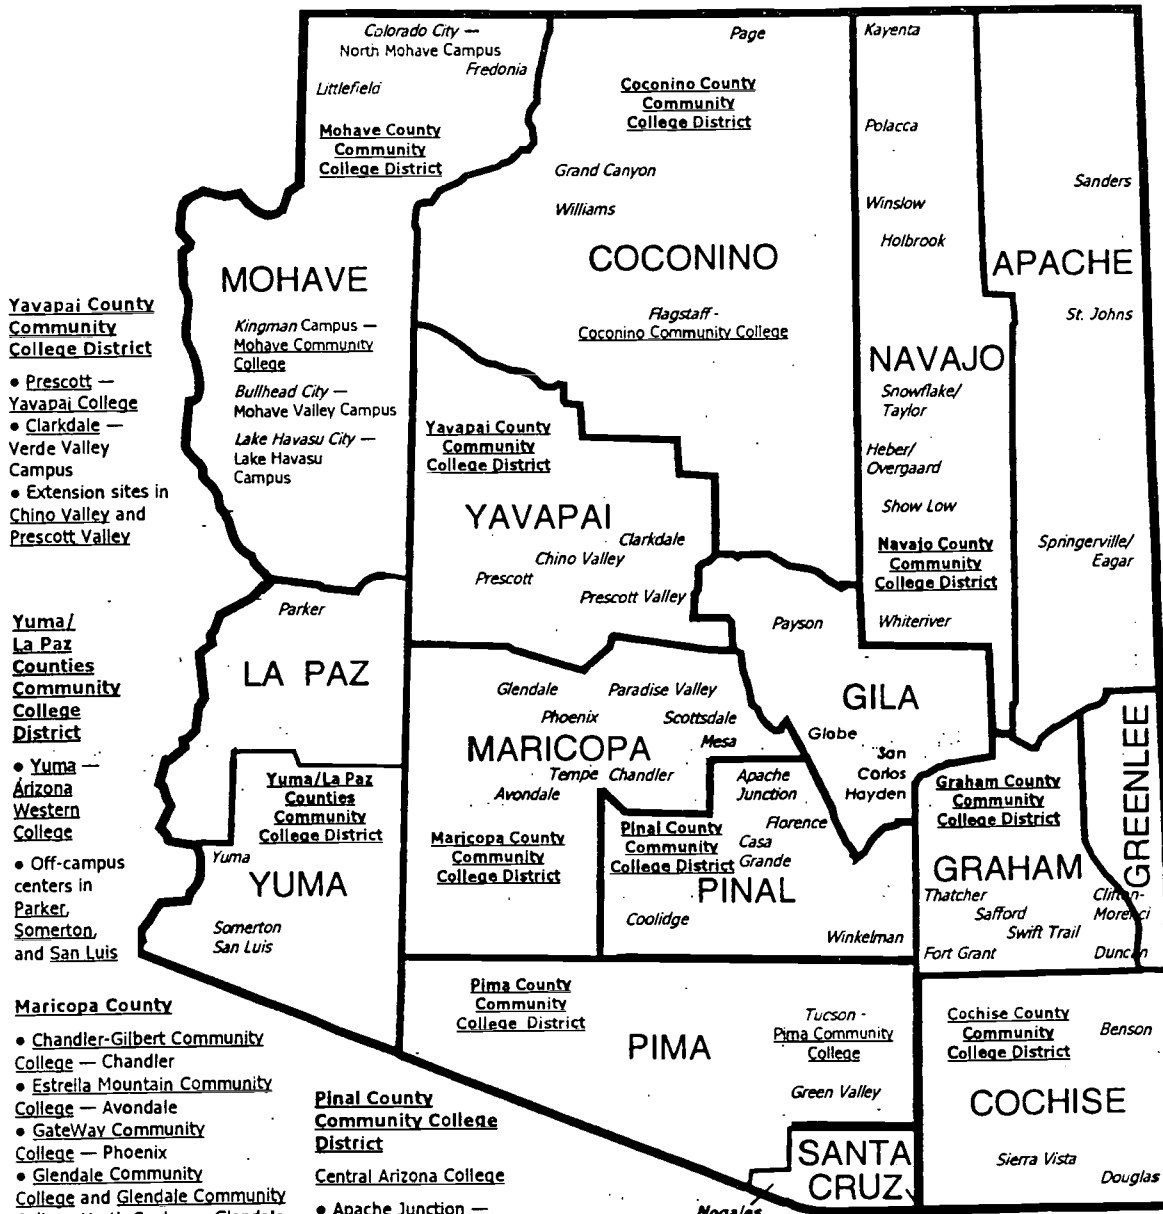 Colorado City —
North Mohave Campus
Fredonia
Littlefield
Mohave County
Community
College District
Page
Coconino County
Community
College District
Grand Canyon
Williams
COCONINO
Flagstaff -
Coconino Community College
Kayenta
Polacca
Winslow
Holbrook
NAVAJO
Snowflake/
Taylor
Heber/
Overgaard
Show Low
Navajo County
Community
College District
Whiteriver
Sanders
APACHE
St. Johns
Springerville/
Eagar
MOHAVE
Kingman Campus —
Mohave Community
College
Bullhead City —
Mohave Valley Campus
Lake Havasu City —
Lake Havasu
Campus
Yavapai County
Community
College District
• Prescott —
Yavapai College
• Clarkdale —
Verde Valley
Campus
• Extension sites in
Chino Valley and
Prescott Valley
Yavapai County
Community
College District
YAVAPAI
Clarkdale
Chino Valley
Prescott
Prescott Valley
Parker
LA PAZ
Yuma/
La Paz
Counties
Community
College
District
• Yuma —
Arizona
Western
College
• Off-campus
centers in
Parker,
Somerton,
and San Luis
Yuma/La Paz
Counties
Community
College District
Yuma
YUMA
Somerton
San Luis
Glendale
Paradise Valley
Phoenix
Scottsdale
MARICOPA
Mesa
Tempe
Chandler
Avondale
Maricopa County
Community
College District
Payson
GILA
Globe
San
Carlos
Hayden
Apache
Junction
Pinal County
Community
College District
Florence
Casa
Grande
PINAL
Coolidge
Winkelman
Graham County
Community
College District
GRAHAM
Thatcher
Safford
Swift Trail
Fort Grant
GREENLEE
Clifton-
Morenci
Duncan
Pima County
Community
College District
PIMA
Tucson -
Pima Community
College
Green Valley
Cochise County
Community
College District
Benson
COCHISE
Sierra Vista
Douglas
SANTA
CRUZ
Nogales
Maricopa County
• Chandler-Gilbert Community
College — Chandler
• Estrella Mountain Community
College — Avondale
• GateWay Community
College — Phoenix
• Glendale Community
College and Glendale Community
Pinal County
Community College
District
Central Arizona College
• Apache Junction —